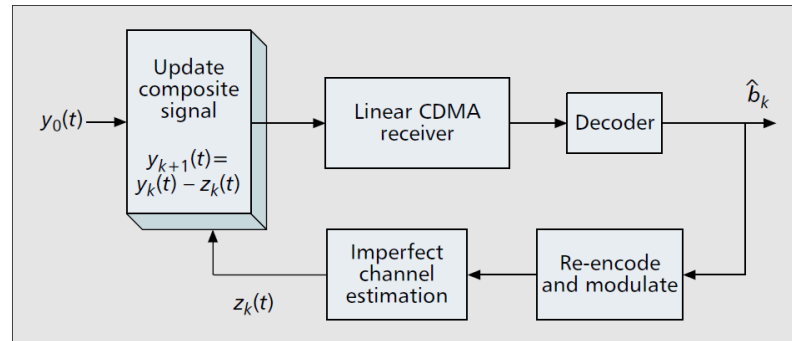 Update
composite
signal
y₀(t)
yₖ₊₁(t)=
yₖ(t) − zₖ(t)
Linear CDMA
receiver
Decoder
b̂ₖ
Imperfect
channel
estimation
Re-encode
and modulate
zₖ(t)